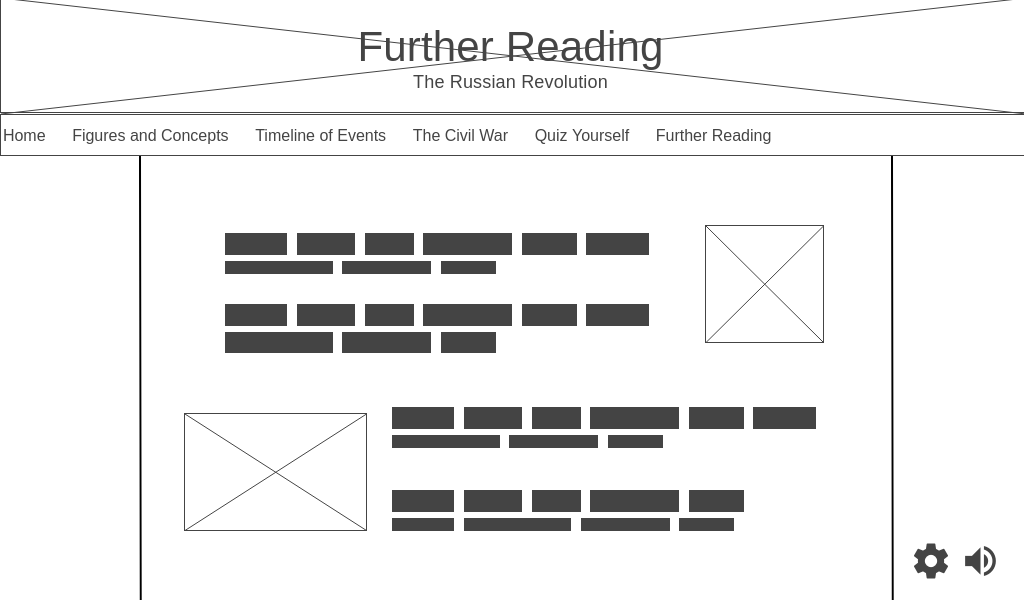 Further Reading
The Russian Revolution
Home Figures and Concepts Timeline of Events The Civil War Quiz Yourself Further Reading